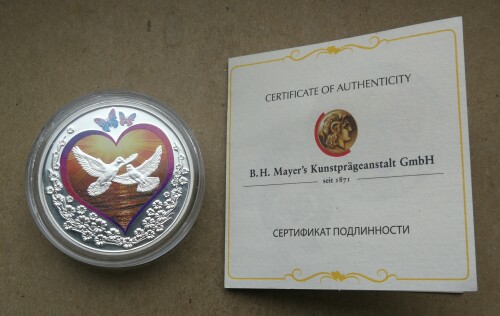 CERTIFICATE OF AUTHENTICITY
B. H. Mayer's Kunstprägeanstalt GmbH
seit 1871
СЕРТИФИКАТ ПОДЛИННОСТИ